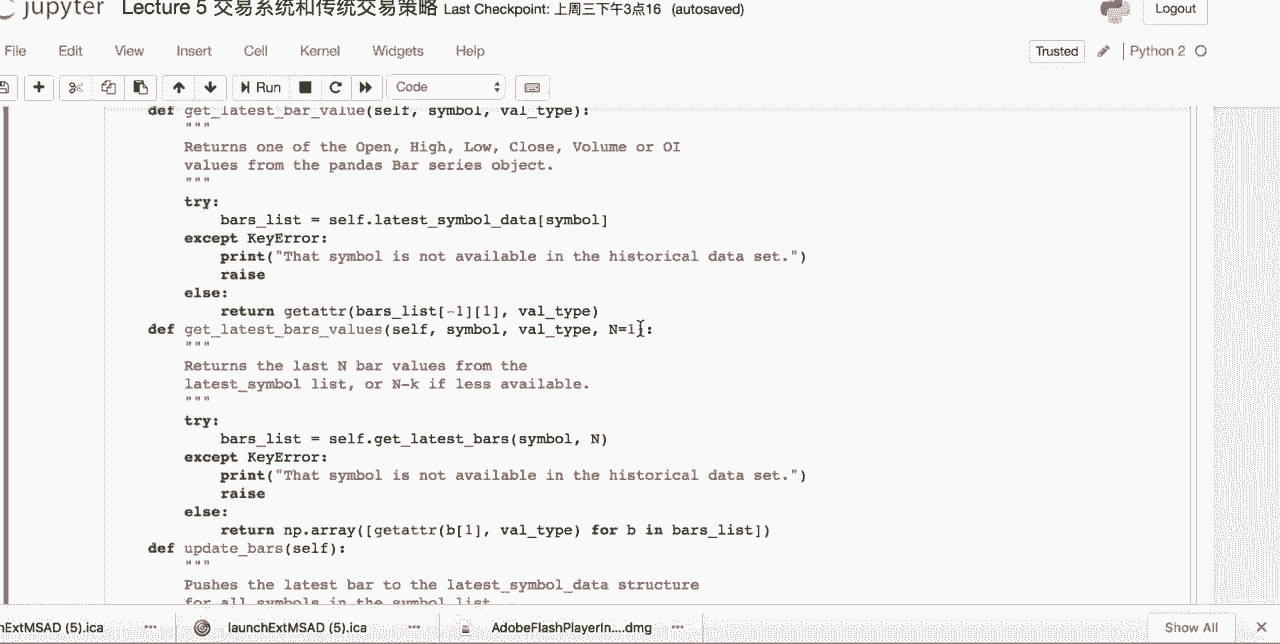 jupyter Lecture 5 交易系统和传统交易策略 Last Checkpoint: 上周三下午3点16 (autosaved)
Logout
File Edit View Insert Cell Kernel Widgets Help
Trusted Python 2
Run Code
def get_latest_bar_value(self, symbol, val_type):
"""
Returns one of the Open, High, Low, Close, Volume or OI
values from the pandas Bar series object.
"""
try:
bars_list = self.latest_symbol_data[symbol]
except KeyError:
print("That symbol is not available in the historical data set.")
raise
else:
return getattr(bars_list[-1][1], val_type)
def get_latest_bars_values(self, symbol, val_type, N=1):
"""
Returns the last N bar values from the
latest_symbol list, or N-k if less available.
"""
try:
bars_list = self.get_latest_bars(symbol, N)
except KeyError:
print("That symbol is not available in the historical data set.")
raise
else:
return np.array([getattr(b[1], val_type) for b in bars_list])
def update_bars(self):
"""
Pushes the latest bar to the latest_symbol_data structure
for all symbols in the symbol list
hExtMSAD (5).ica launchExtMSAD (5).ica AdobeFlashPlayerIn....dmg Show All